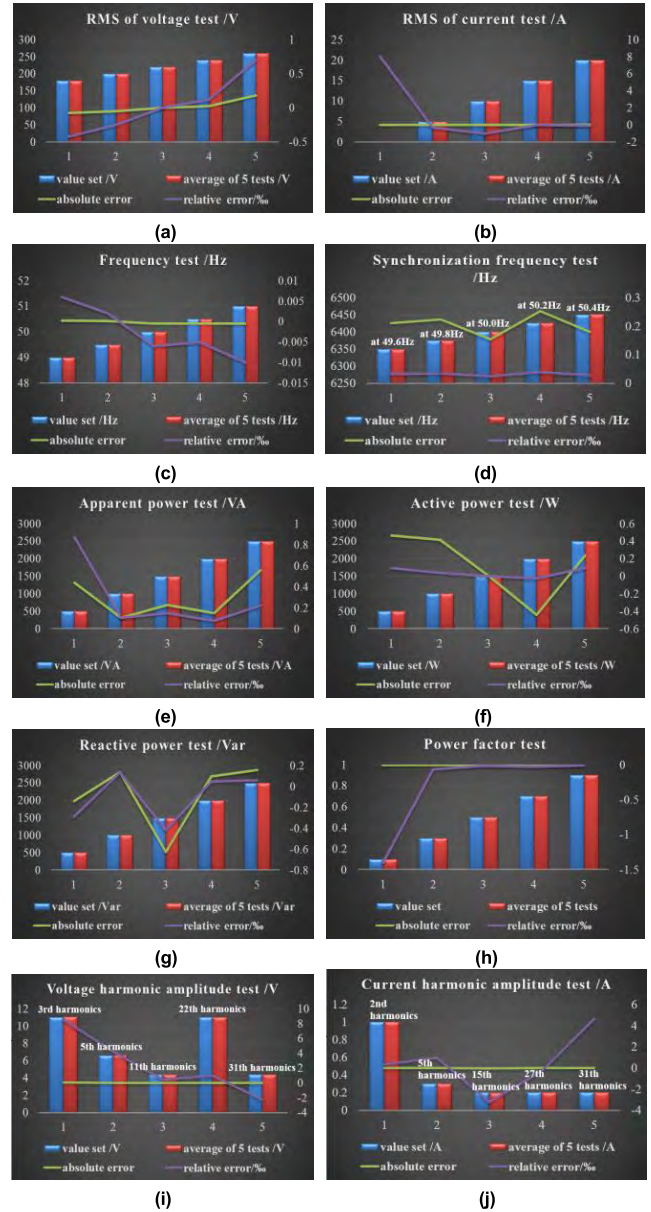 RMS of voltage test /V
300
250
200
150
100
50
0
1
0.5
0
-0.5
1 2 3 4 5
value set /V
average of 5 tests /V
absolute error
relative error/‰
(a)
RMS of current test /A
25
20
15
10
5
0
10
8
6
4
2
0
-2
1 2 3 4 5
value set /A
average of 5 tests /A
absolute error
relative error/‰
(b)
Frequency test /Hz
52
51
50
49
48
0.01
0.005
0
-0.005
-0.01
-0.015
1 2 3 4 5
value set /Hz
average of 5 tests /Hz
absolute error
relative error/‰
(c)
Synchronization frequency test
/Hz
6500
6450
6400
6350
6300
6250
at 49.6Hz
at 49.8Hz
at 50.0Hz
at 50.2Hz
at 50.4Hz
0.3
0.2
0.1
0
1 2 3 4 5
value set /Hz
average of 5 tests /Hz
absolute error
relative error/‰
(d)
Apparent power test /VA
3000
2500
2000
1500
1000
500
0
1
0.8
0.6
0.4
0.2
0
1 2 3 4 5
value set /VA
average of 5 tests /VA
absolute error
relative error/‰
(e)
Active power test /W
3000
2500
2000
1500
1000
500
0
0.6
0.4
0.2
0
-0.2
-0.4
-0.6
1 2 3 4 5
value set /W
average of 5 tests /W
absolute error
relative error/‰
(f)
Reactive power test /Var
3000
2500
2000
1500
1000
500
0
0.2
0
-0.2
-0.4
-0.6
-0.8
1 2 3 4 5
value set /Var
average of 5 tests /Var
absolute error
relative error/‰
(g)
Power factor test
1
0.8
0.6
0.4
0.2
0
0
-0.5
-1
-1.5
1 2 3 4 5
value set
average of 5 tests
absolute error
relative error/‰
(h)
Voltage harmonic amplitude test /V
12
10
8
6
4
2
0
3rd harmonics
5th harmonics
11th harmonics
22th harmonics
31th harmonics
10
8
6
4
2
0
-2
-4
1 2 3 4 5
value set /V
average of 5 tests /V
absolute error
relative error/‰
(i)
Current harmonic amplitude test /A
1.2
1
0.8
0.6
0.4
0.2
0
2nd
harmonics
5th
harmonics
15th
harmonics
27th
harmonics
31th
harmonics
6
4
2
0
-2
-4
1 2 3 4 5
value set /A
average of 5 tests /A
absolute error
relative error/‰
(j)